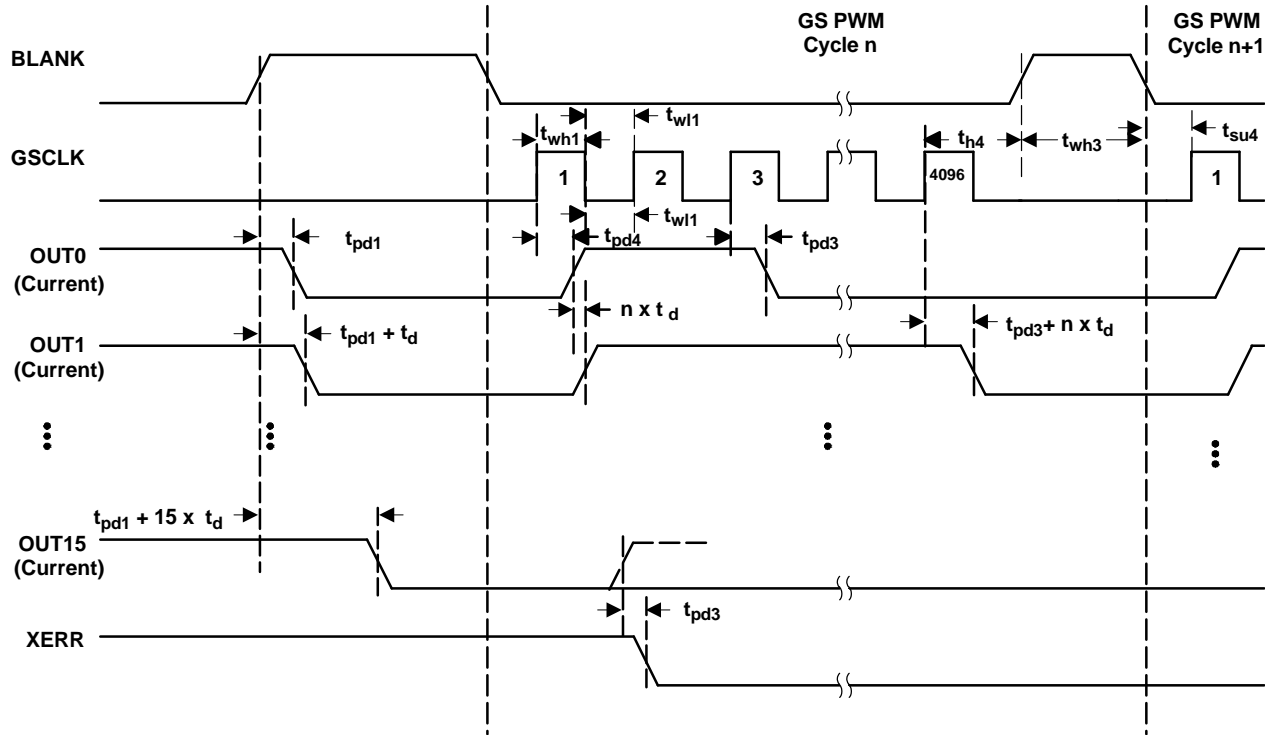 GS PWM
Cycle n
GS PWM
Cycle n+1
BLANK
t_wl1
t_wh1
t_h4
t_wh3
t_su4
GSCLK
1
2
3
4096
1
t_wl1
t_pd1
t_pd4
t_pd3
OUT0
(Current)
n x t_d
t_pd1 + t_d
t_pd3 + n x t_d
OUT1
(Current)
t_pd1 + 15 x t_d
OUT15
(Current)
t_pd3
XERR